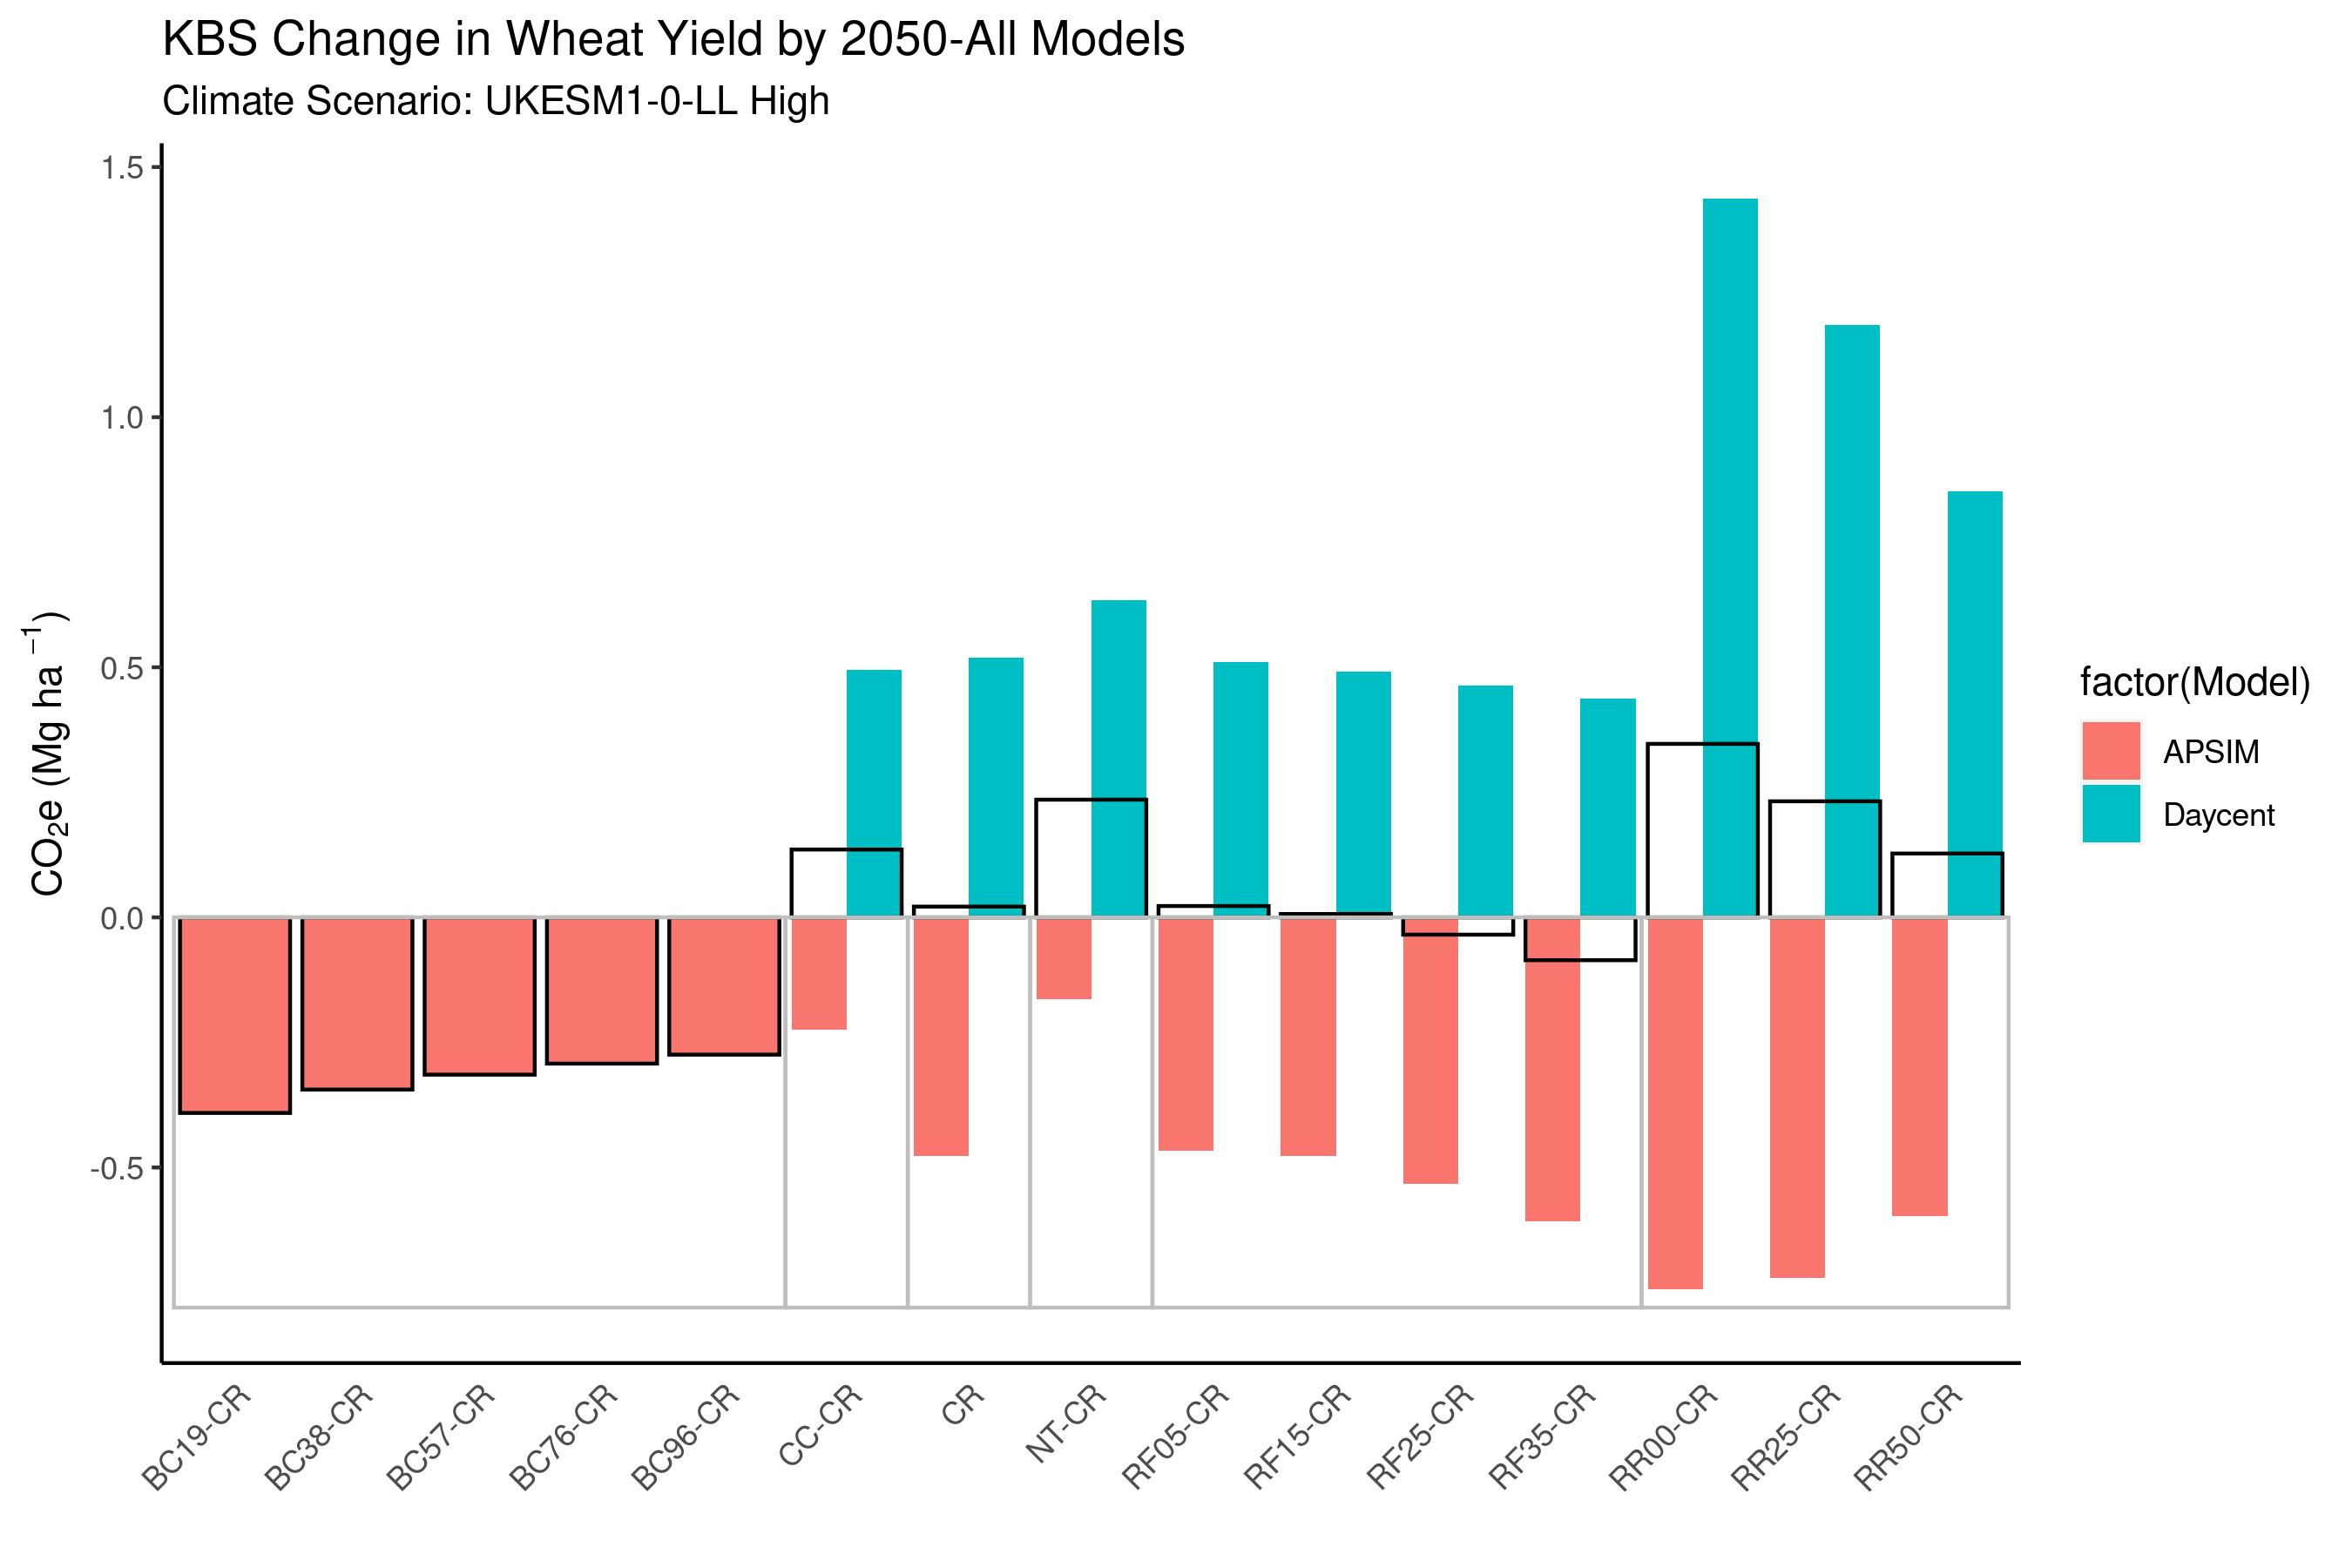 KBS Change in Wheat Yield by 2050-All Models
Climate Scenario: UKESM1-0-LL High
CO₂e (Mg ha ⁻¹)
1.5
1.0
0.5
0.0
-0.5
BC19-CR
BC38-CR
BC57-CR
BC76-CR
BC96-CR
CC-CR
CR
NT-CR
RF05-CR
RF15-CR
RF25-CR
RF35-CR
RR00-CR
RR25-CR
RR50-CR
factor(Model)
APSIM
Daycent